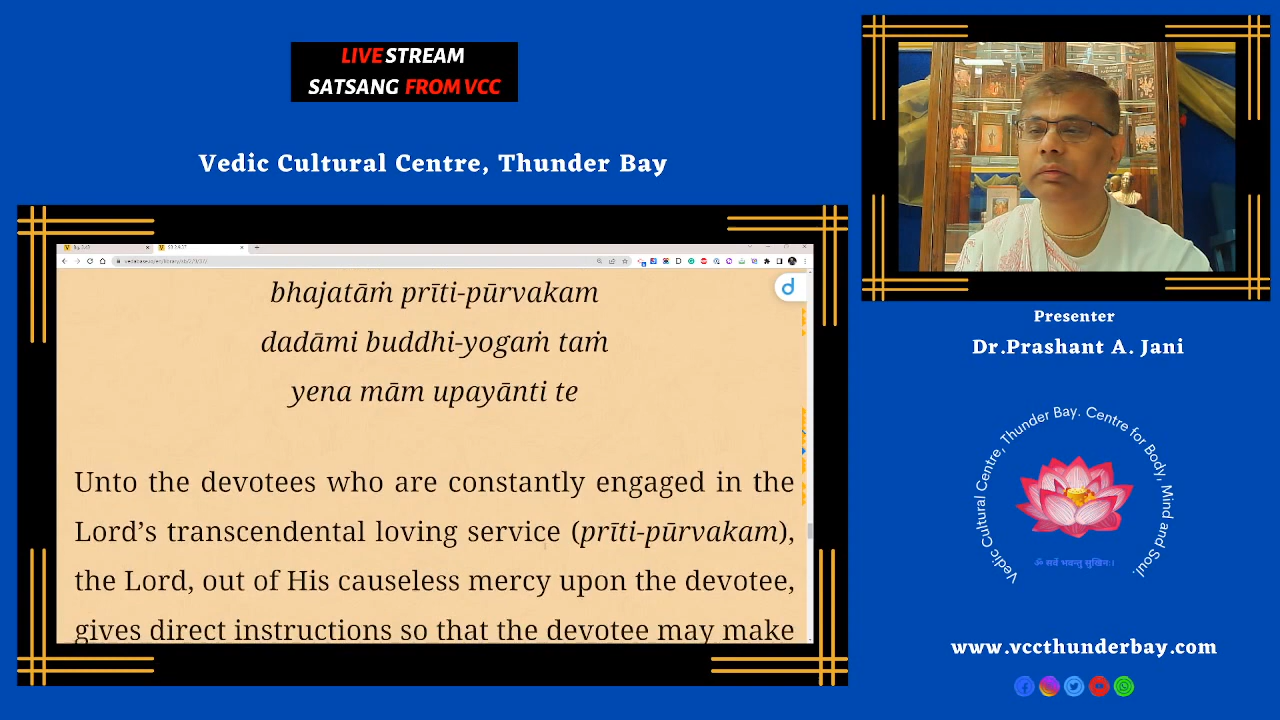 LIVE STREAM
SATSANG FROM VCC
Vedic Cultural Centre, Thunder Bay
bhajatāṁ prīti-pūrvakam
dadāmi buddhi-yogaṁ taṁ
yena mām upayānti te
Unto the devotees who are constantly engaged in the
Lord’s transcendental loving service (prīti-pūrvakam),
the Lord, out of His causeless mercy upon the devotee,
gives direct instructions so that the devotee may make
Presenter
Dr.Prashant A. Jani
Vedic Cultural Centre, Thunder Bay. Centre for Body, Mind and Soul.
ॐ सर्वे भवन्तु सुखिनः।
www.vccthunderbay.com